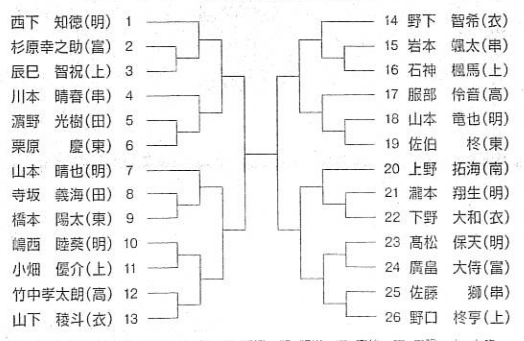 西下 知徳(明) 1
杉原幸之助(富) 2
辰巳 智祝(上) 3
川本 晴春(串) 4
濵野 光樹(田) 5
栗原 慶(東) 6
山本 晴也(明) 7
寺坂 義海(田) 8
橋本 陽太(東) 9
嶋西 陸葵(明) 10
小畑 優介(上) 11
竹中孝太朗(高) 12
山下 稜斗(衣) 13
14 野下 智希(衣)
15 岩本 颯太(串)
16 石神 楓馬(上)
17 服部 伶音(高)
18 山本 竜也(明)
19 佐伯 柊(東)
20 上野 拓海(南)
21 瀧本 翔生(明)
22 下野 大和(衣)
23 髙松 保天(明)
24 廣畠 大侍(富)
25 佐藤 獅(串)
26 野口 柊亨(上)